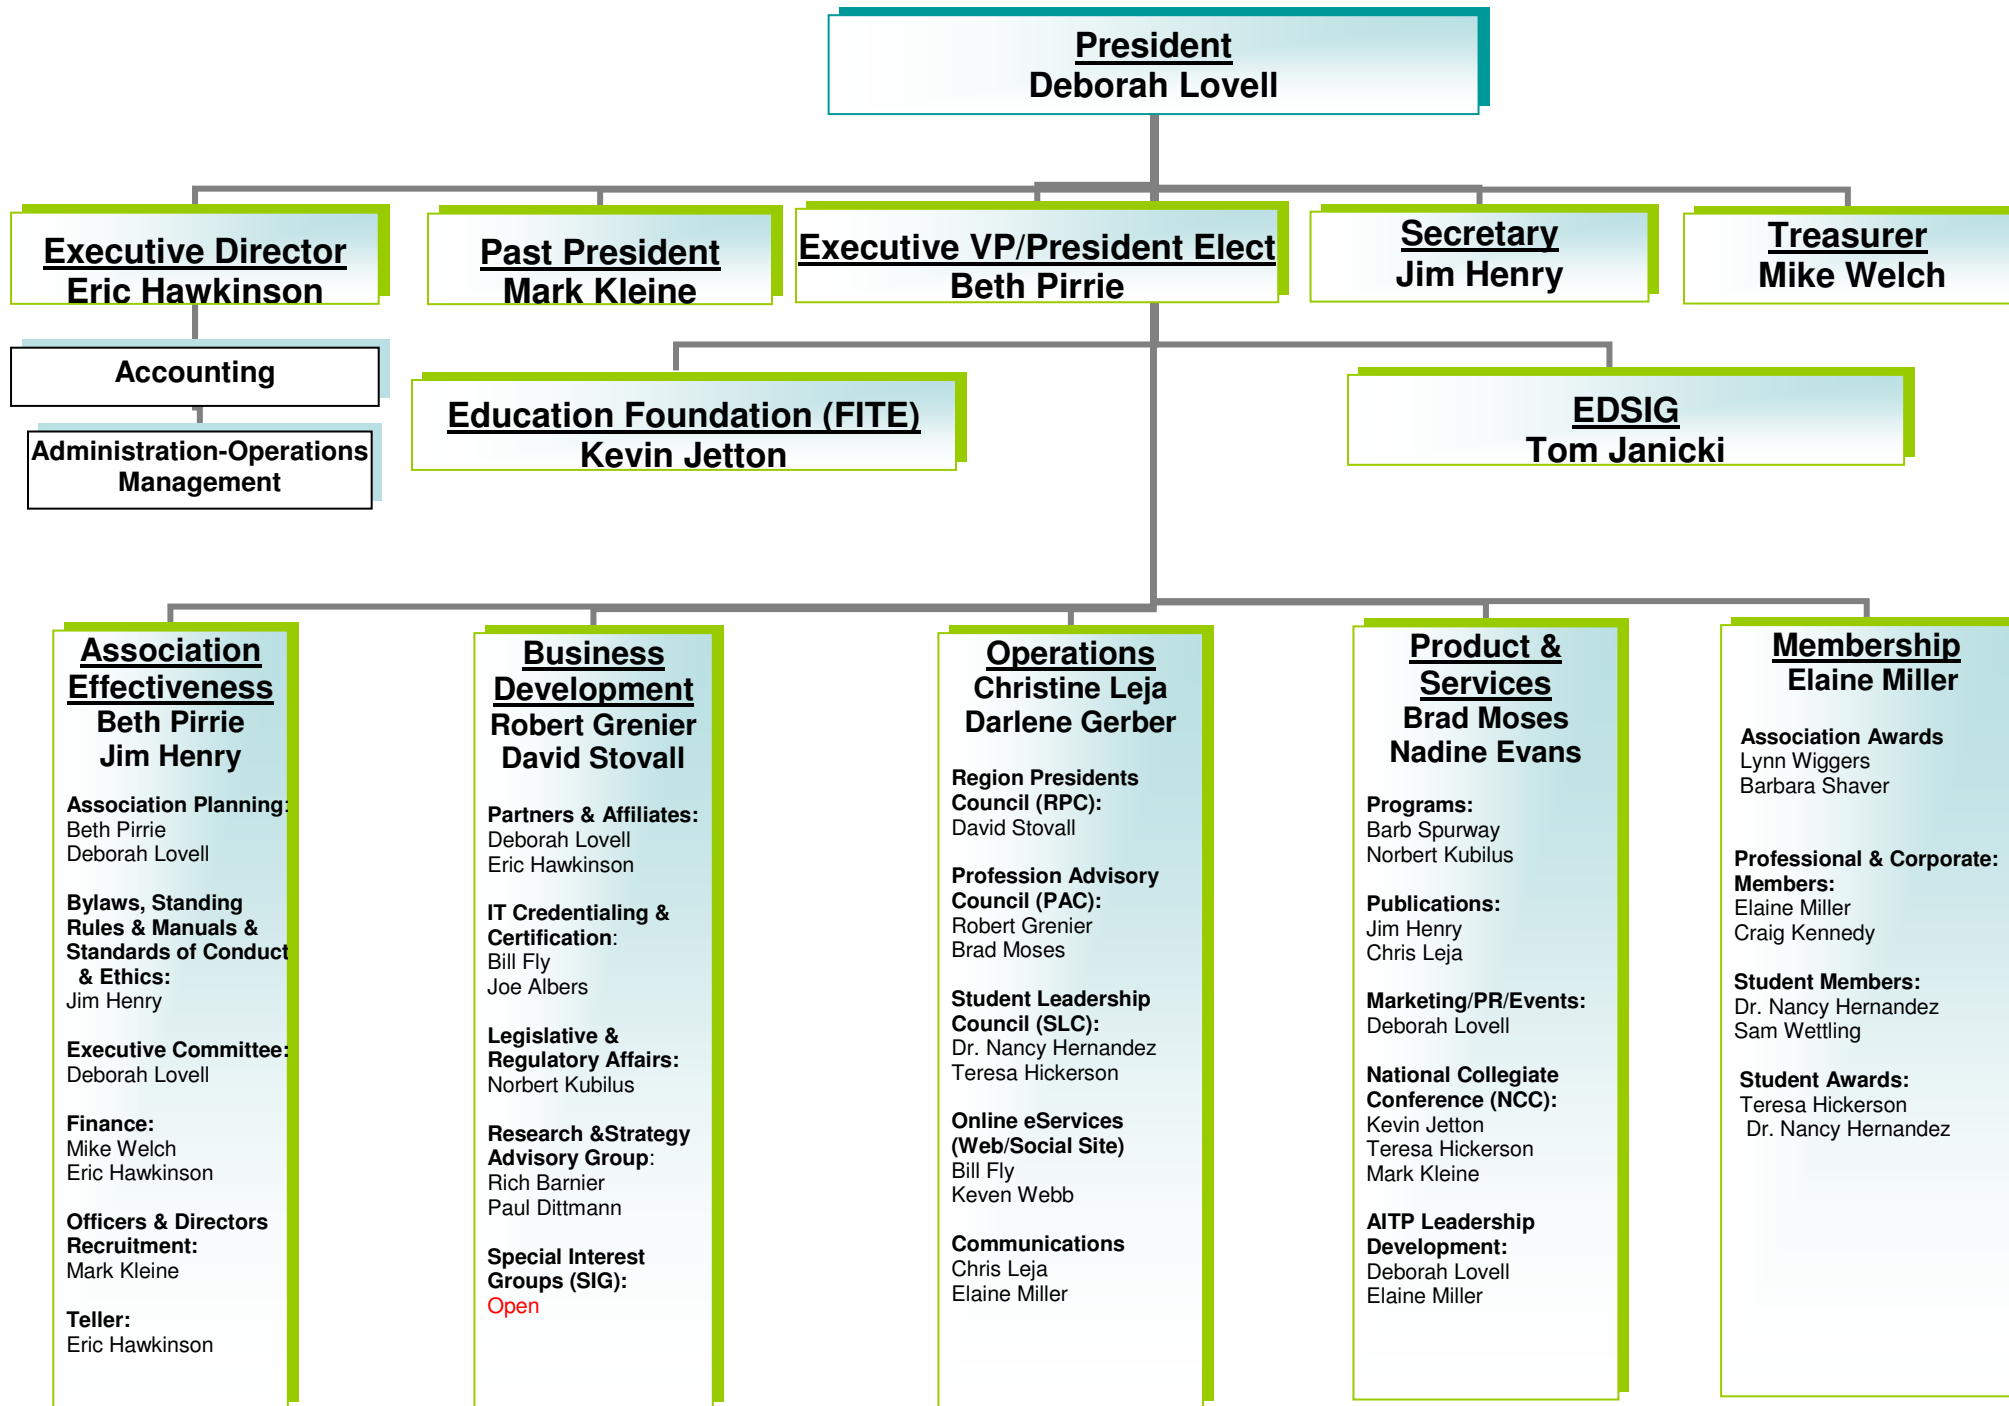 President
Deborah Lovell
Executive Director
Eric Hawkinson
Past President
Mark Kleine
Executive VP/President Elect
Beth Pirrie
Secretary
Jim Henry
Treasurer
Mike Welch
Accounting
Administration-Operations
Management
Education Foundation (FITE)
Kevin Jetton
EDSIG
Tom Janicki
Association
Effectiveness
Beth Pirrie
Jim Henry
Association Planning:
Beth Pirrie
Deborah Lovell
Bylaws, Standing
Rules & Manuals &
Standards of Conduct
& Ethics:
Jim Henry
Executive Committee:
Deborah Lovell
Finance:
Mike Welch
Eric Hawkinson
Officers & Directors
Recruitment:
Mark Kleine
Teller:
Eric Hawkinson
Business
Development
Robert Grenier
David Stovall
Partners & Affiliates:
Deborah Lovell
Eric Hawkinson
IT Credentialing &
Certification:
Bill Fly
Joe Albers
Legislative &
Regulatory Affairs:
Norbert Kubilus
Research &Strategy
Advisory Group:
Rich Barnier
Paul Dittmann
Special Interest
Groups (SIG):
Open
Operations
Christine Leja
Darlene Gerber
Region Presidents
Council (RPC):
David Stovall
Profession Advisory
Council (PAC):
Robert Grenier
Brad Moses
Student Leadership
Council (SLC):
Dr. Nancy Hernandez
Teresa Hickerson
Online eServices
(Web/Social Site)
Bill Fly
Keven Webb
Communications
Chris Leja
Elaine Miller
Product &
Services
Brad Moses
Nadine Evans
Programs:
Barb Spurway
Norbert Kubilus
Publications:
Jim Henry
Chris Leja
Marketing/PR/Events:
Deborah Lovell
National Collegiate
Conference (NCC):
Kevin Jetton
Teresa Hickerson
Mark Kleine
AITP Leadership
Development:
Deborah Lovell
Elaine Miller
Membership
Elaine Miller
Association Awards
Lynn Wiggers
Barbara Shaver
Professional & Corporate:
Members:
Elaine Miller
Craig Kennedy
Student Members:
Dr. Nancy Hernandez
Sam Wettling
Student Awards:
Teresa Hickerson
Dr. Nancy Hernandez